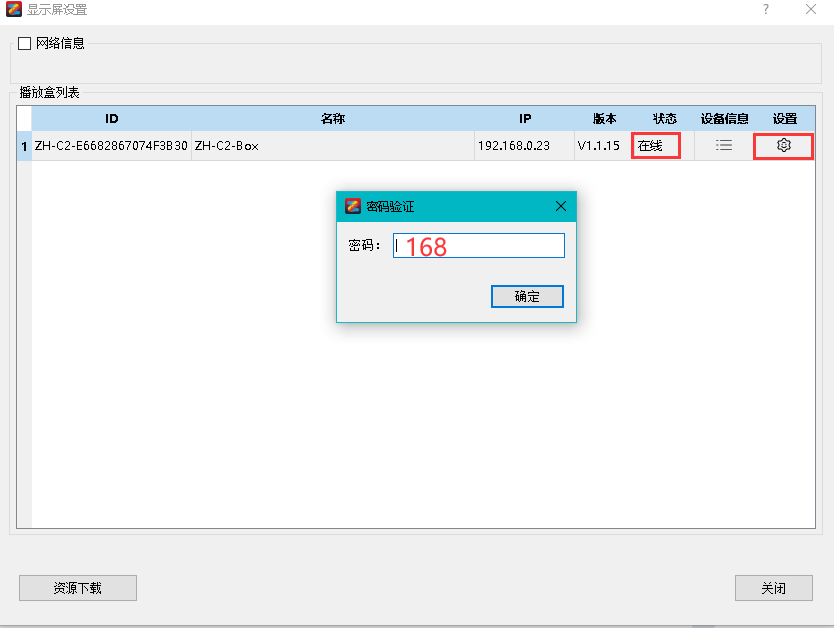 显示屏设置
?
网络信息
播放盒列表
ID 名称 IP 版本 状态 设备信息 设置
1 ZH-C2-E6682867074F3B30 ZH-C2-Box 192.168.0.23 V1.1.15 在线
密码验证
密码： 168
确定
资源下载 关闭